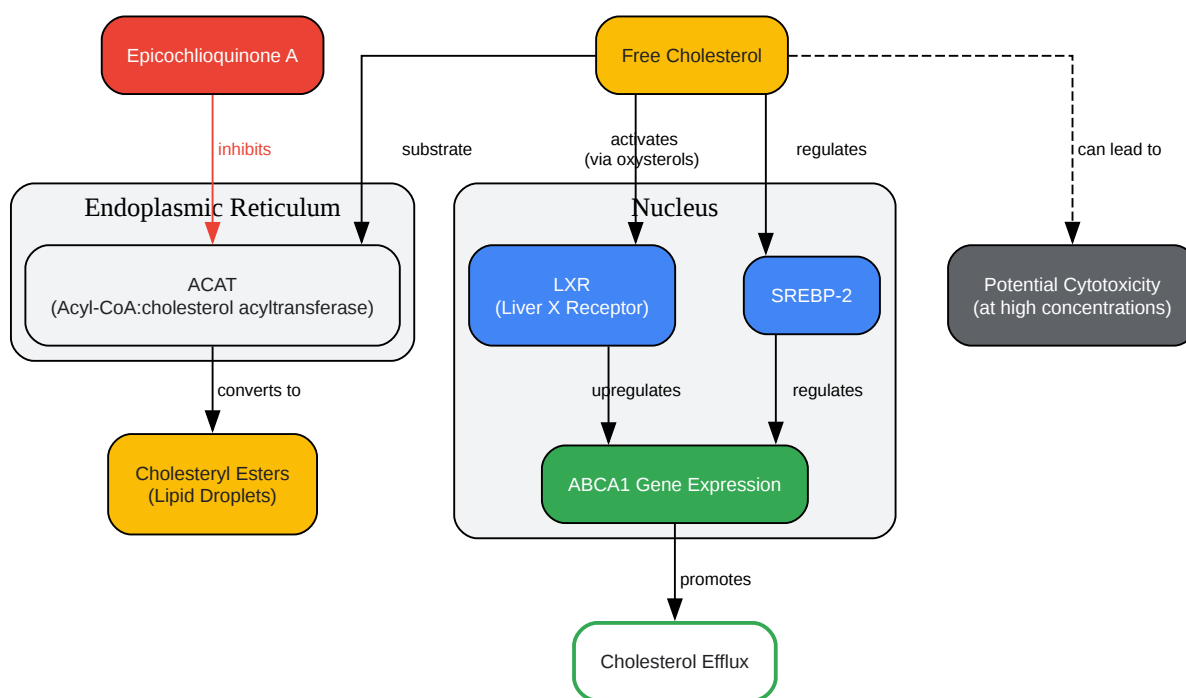 Epicochlioquinone A
Free Cholesterol
inhibits
substrate
activates
(via oxysterols)
regulates
can lead to
Endoplasmic Reticulum
Nucleus
ACAT
(Acyl-CoA:cholesterol acyltransferase)
LXR
(Liver X Receptor)
SREBP-2
Potential Cytotoxicity
(at high concentrations)
converts to
upregulates
regulates
Cholesteryl Esters
(Lipid Droplets)
ABCA1 Gene Expression
promotes
Cholesterol Efflux